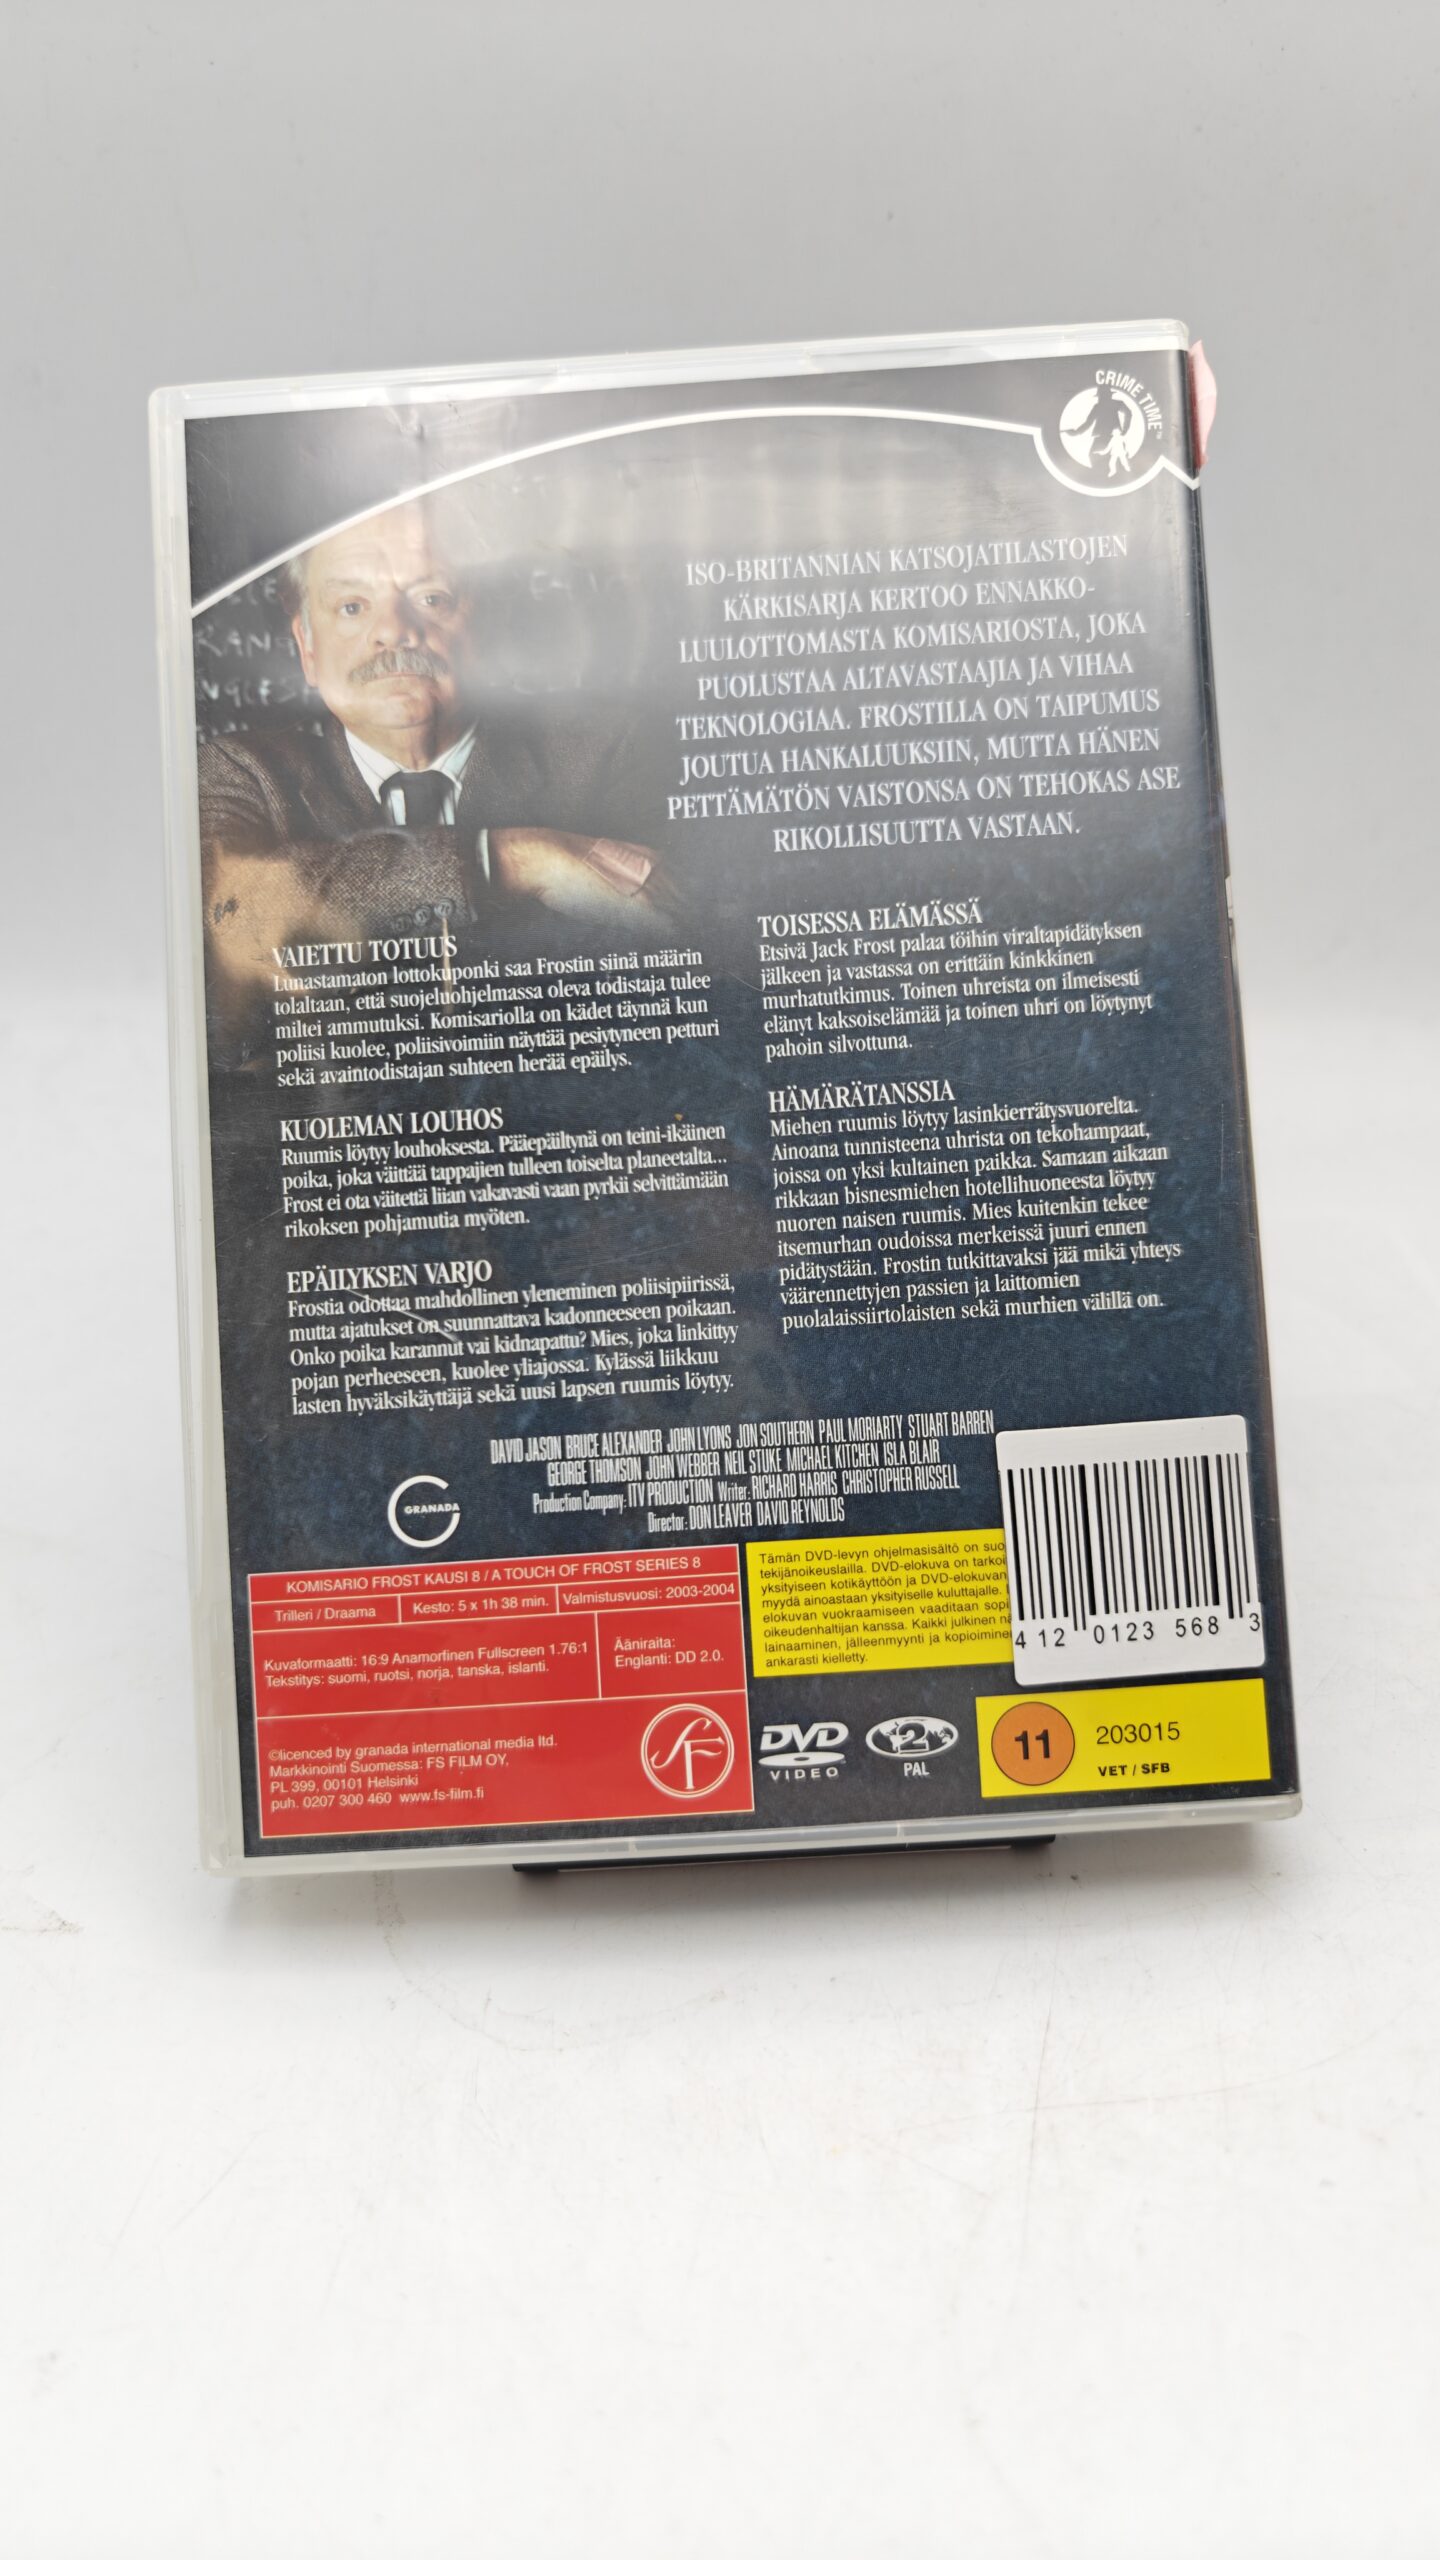 CRIME TIME™
ISO-BRITANNIAN KATSOJATILASTOJEN
KÄRKISARJA KERTOO ENNAKKO-
LUULOTTOMASTA KOMISARIOSTA, JOKA
PUOLUSTAA ALTAVASTAAJIA JA VIHAA
TEKNOLOGIAA. FROSTILLA ON TAIPUMUS
JOUTUA HANKALUUKSIIN, MUTTA HÄNEN
PETTÄMÄTÖN VAISTONSA ON TEHOKAS ASE
RIKOLLISUUTTA VASTAAN.
VAIETTU TOTUUS
Lunastamaton lottokuponki saa Frostin siinä määrin
tolaltaan, että suojeluohjelmassa oleva todistaja tulee
miltei ammutuksi. Komisariolla on kädet täynnä kun
poliisi kuolee, poliisivoimiin näyttää pesiytyneen petturi
sekä avaintodistajan suhteen herää epäilys.
KUOLEMAN LOUHOS
Ruumis löytyy louhoksesta. Pääepäiltynä on teini-ikäinen
poika, joka väittää tappajien tulleen toiselta planeetalta...
Frost ei ota väitettä liian vakavasti vaan pyrkii selvittämään
rikoksen pohjamutia myöten.
EPÄILYKSEN VARJO
Frostia odottaa mahdollinen yleneminen poliisipiirissä,
mutta ajatukset on suunnattava kadonneeseen poikaan.
Onko poika karannut vai kidnapattu? Mies, joka linkittyy
pojan perheeseen, kuolee yliajossa. Kylässä liikkuu
lasten hyväksikäyttäjä sekä uusi lapsen ruumis löytyy.
TOISESSA ELÄMÄSSÄ
Etsivä Jack Frost palaa töihin viraltapidätyksen
jälkeen ja vastassa on erittäin kinkkinen
murhatutkimus. Toinen uhreista on ilmeisesti
elänyt kaksoiselämää ja toinen uhri on löytynyt
pahoin silvottuna.
HÄMÄRÄTANSSIA
Miehen ruumis löytyy lasinkierrätysvuorelta.
Ainoana tunnisteena uhrista on tekohampaat,
joissa on yksi kultainen paikka. Samaan aikaan
rikkaan bisnesmiehen hotellihuoneesta löytyy
nuoren naisen ruumis. Mies kuitenkin tekee
itsemurhan oudoissa merkeissä juuri ennen
pidätystään. Frostin tutkittavaksi jää mikä yhteys
väärennettyjen passien ja laittomien
puolalaissiirtolaisten sekä murhien välillä on.
DAVID JASON BRUCE ALEXANDER JOHN LYONS JON SOUTHERN PAUL MORIARTY STUART BARREN
GEORGE THOMSON JOHN WEBBER NEIL STUKE MICHAEL KITCHEN ISLA BLAIR
Production Company: ITV PRODUCTION Writer: RICHARD HARRIS CHRISTOPHER RUSSELL
Director: DON LEAVER DAVID REYNOLDS
GRANADA
KOMISARIO FROST KAUSI 8 / A TOUCH OF FROST SERIES 8
Trilleri / Draama
Kesto: 5 x 1h 38 min.
Valmistusvuosi: 2003-2004
Kuvaformaatti: 16:9 Anamorfinen Fullscreen 1.76:1
Tekstitys: suomi, ruotsi, norja, tanska, islanti.
Ääniraita:
Englanti: DD 2.0.
©licenced by granada international media ltd.
Markkinointi Suomessa: FS FILM OY,
PL 399, 00101 Helsinki
puh. 0207 300 460 www.fs-film.fi
SF
Tämän DVD-levyn ohjelmasisältö on suo
tekijänoikeuslailla. DVD-elokuva on tarkoi
yksityiseen kotikäyttöön ja DVD-elokuvan
myydä ainoastaan yksityiselle kuluttajalle.
elokuvan vuokraamiseen vaaditaan sopi
oikeudenhaltijan kanssa. Kaikki julkinen nä
lainaaminen, jälleenmyynti ja kopioimine
ankarasti kielletty.
4 12 0123 568 3
DVD
VIDEO
2
PAL
11
203015
VET / SFB